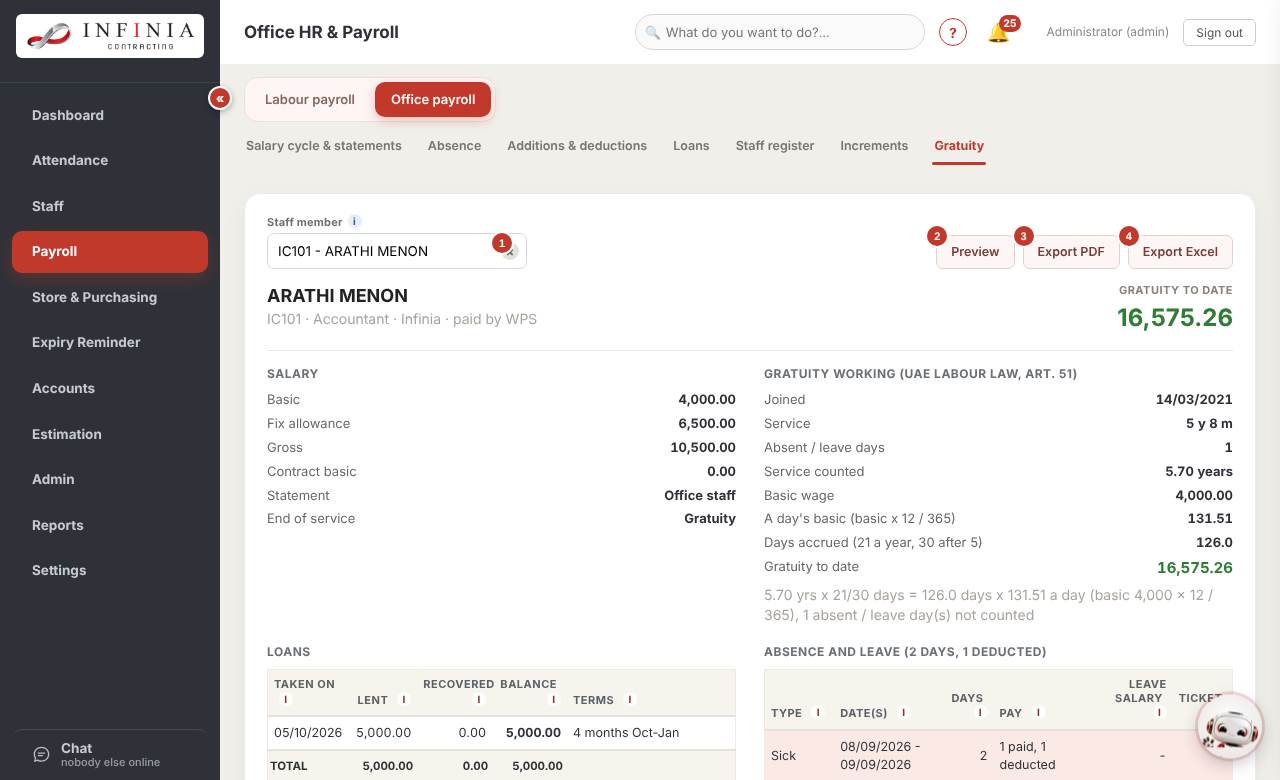 INFINIA
CONTRACTING
Office HR & Payroll
What do you want to do?...
?
25
Administrator (admin)
Sign out
«
Dashboard
Attendance
Staff
Payroll
Store & Purchasing
Expiry Reminder
Accounts
Estimation
Admin
Reports
Settings
Chat
nobody else online
Labour payroll
Office payroll
Salary cycle & statements
Absence
Additions & deductions
Loans
Staff register
Increments
Gratuity
Staff member i
IC101 - ARATHI MENON
1
2
Preview
3
Export PDF
4
Export Excel
ARATHI MENON
IC101 · Accountant · Infinia · paid by WPS
GRATUITY TO DATE
16,575.26
SALARY
Basic 4,000.00
Fix allowance 6,500.00
Gross 10,500.00
Contract basic 0.00
Statement Office staff
End of service Gratuity
GRATUITY WORKING (UAE LABOUR LAW, ART. 51)
Joined 14/03/2021
Service 5 y 8 m
Absent / leave days 1
Service counted 5.70 years
Basic wage 4,000.00
A day's basic (basic x 12 / 365) 131.51
Days accrued (21 a year, 30 after 5) 126.0
Gratuity to date 16,575.26
5.70 yrs x 21/30 days = 126.0 days x 131.51 a day (basic 4,000 × 12 /
365), 1 absent / leave day(s) not counted
LOANS
TAKEN ON I LENT I RECOVERED I BALANCE I TERMS I
05/10/2026 5,000.00 0.00 5,000.00 4 months Oct-Jan
TOTAL 5,000.00 0.00 5,000.00
ABSENCE AND LEAVE (2 DAYS, 1 DEDUCTED)
TYPE I DATE(S) I DAYS I PAY I LEAVE SALARY I TICKET
Sick 08/09/2026 - 09/09/2026 2 1 paid, 1 deducted -